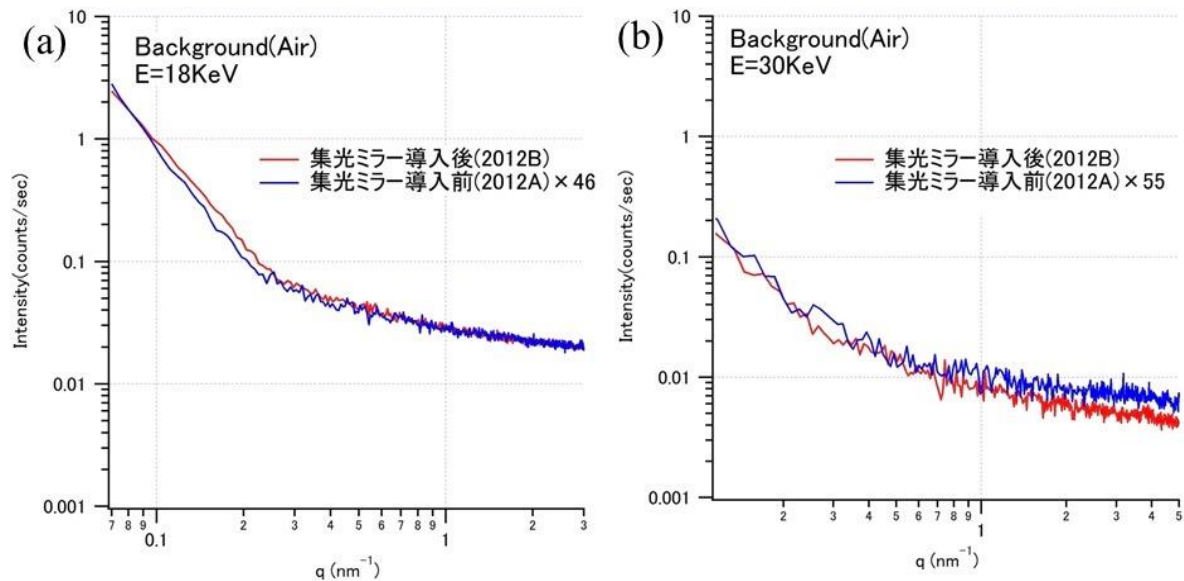 (a)
Background(Air)
E=18KeV
集光ミラー導入後(2012B)
集光ミラー導入前(2012A)×46
Intensity(counts/sec)
10
1
0.1
0.01
0.001
7 8 9 2 3 4 5 6 7 8 9 2 3
0.1 1
q (nm⁻¹)
(b)
Background(Air)
E=30KeV
集光ミラー導入後(2012B)
集光ミラー導入前(2012A)×55
Intensity(counts/sec)
10
1
0.1
0.01
0.001
2 3 4 5 6 7 8 9 2 3 4 5
1
q (nm⁻¹)